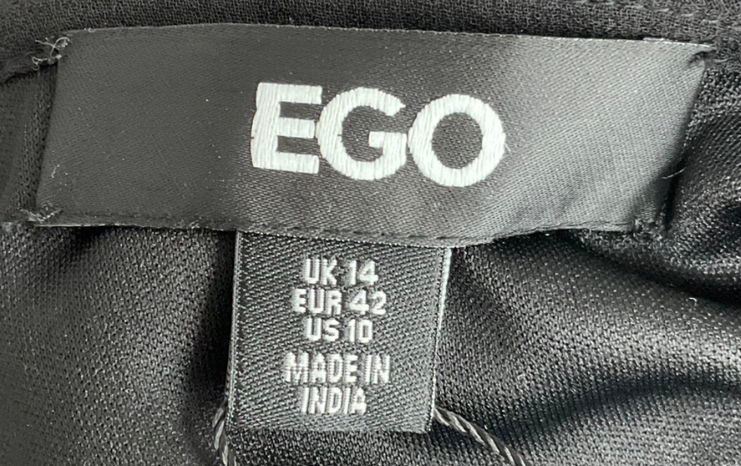 EGO
UK 14
EUR 42
US 10
MADE IN
INDIA